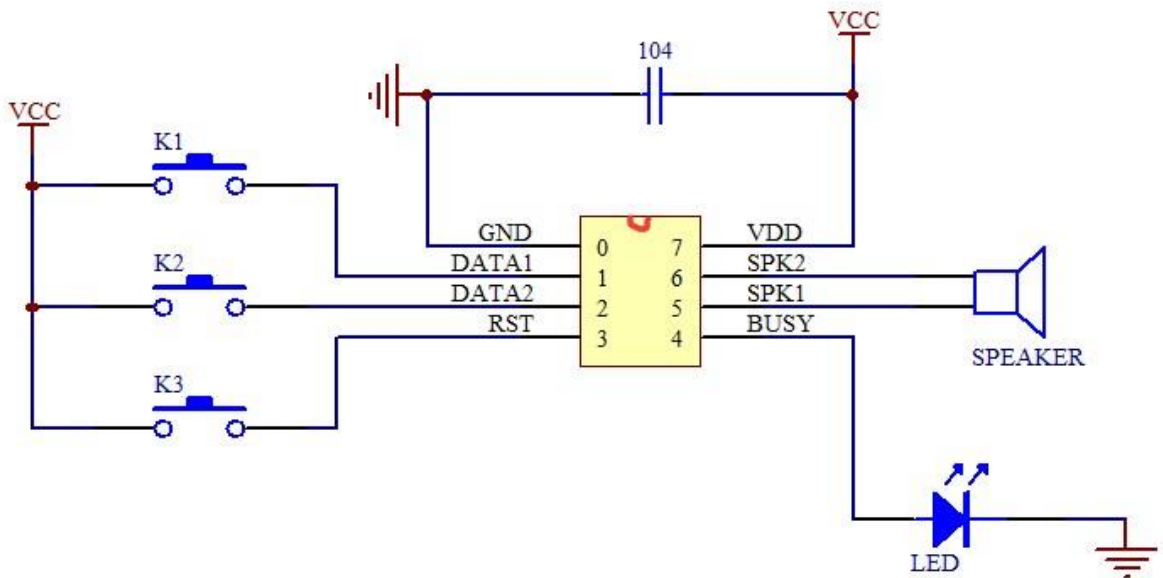 VCC
104
VCC
K1
GND 0 7 VDD
DATA1 1 6 SPK2
K2
DATA2 2 5 SPK1
RST 3 4 BUSY
SPEAKER
K3
LED